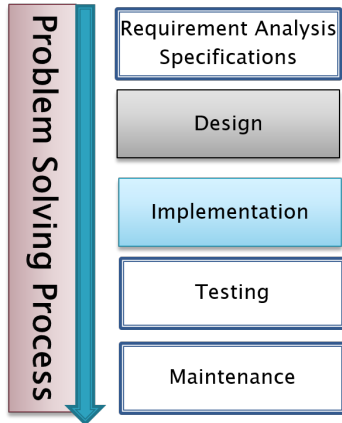 Problem Solving Process
Requirement Analysis
Specifications
Design
Implementation
Testing
Maintenance